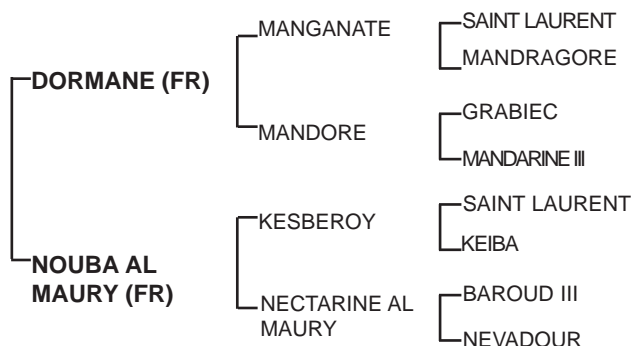 SAINT LAURENT
MANGANATE
MANDRAGORE
DORMANE (FR)
GRABIEC
MANDORE
MANDARINE III
SAINT LAURENT
KESBEROY
KEIBA
NOUBA AL
MAURY (FR)
BAROUD III
NECTARINE AL
MAURY
NEVADOUR